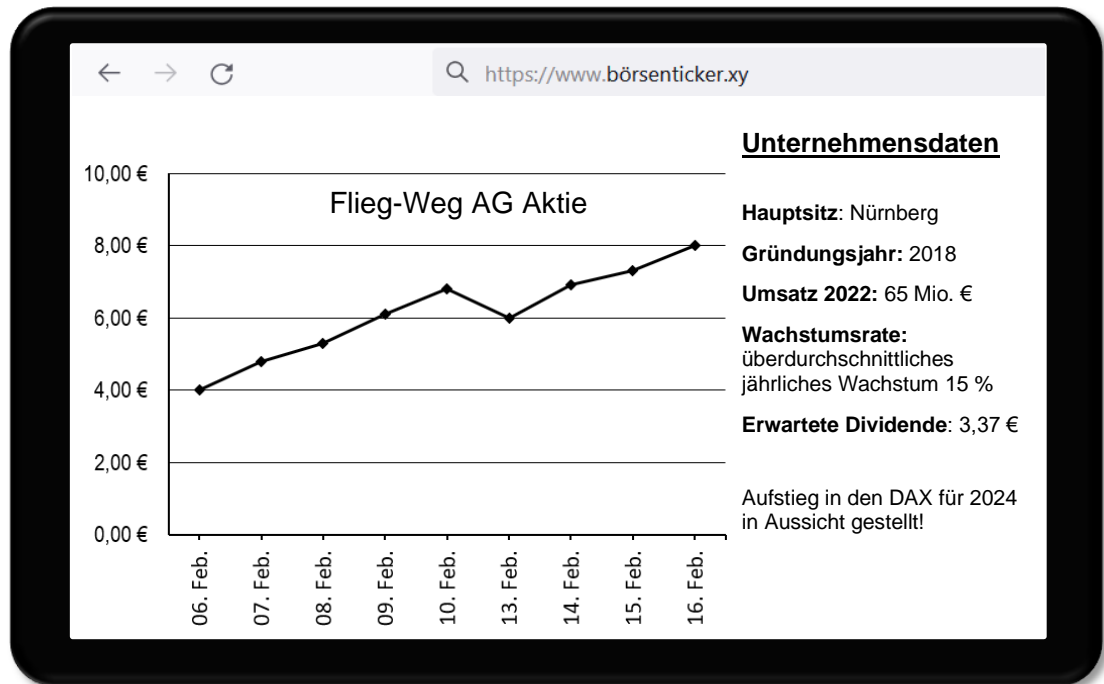 https://www.börsenticker.xy
Flieg-Weg AG Aktie
10,00 €
8,00 €
6,00 €
4,00 €
2,00 €
0,00 €
06. Feb.
07. Feb.
08. Feb.
09. Feb.
10. Feb.
13. Feb.
14. Feb.
15. Feb.
16. Feb.
Unternehmensdaten
Hauptsitz: Nürnberg
Gründungsjahr: 2018
Umsatz 2022: 65 Mio. €
Wachstumsrate:
überdurchschnittliches
jährliches Wachstum 15 %
Erwartete Dividende: 3,37 €
Aufstieg in den DAX für 2024
in Aussicht gestellt!